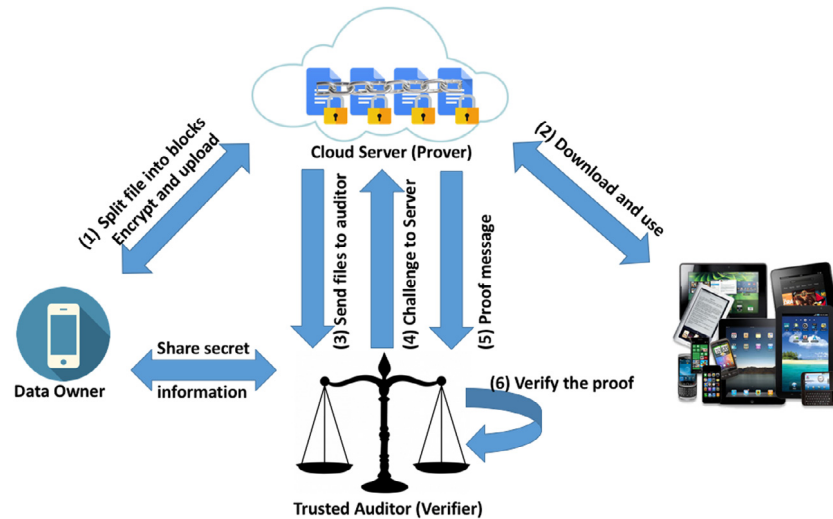 Cloud Server (Prover)
(1) Split file into blocks
Encrypt and upload
(2) Download and use
(3) Send files to auditor
(4) Challenge to Server
(5) Proof message
Share secret
information
Data Owner
(6) Verify the proof
Trusted Auditor (Verifier)